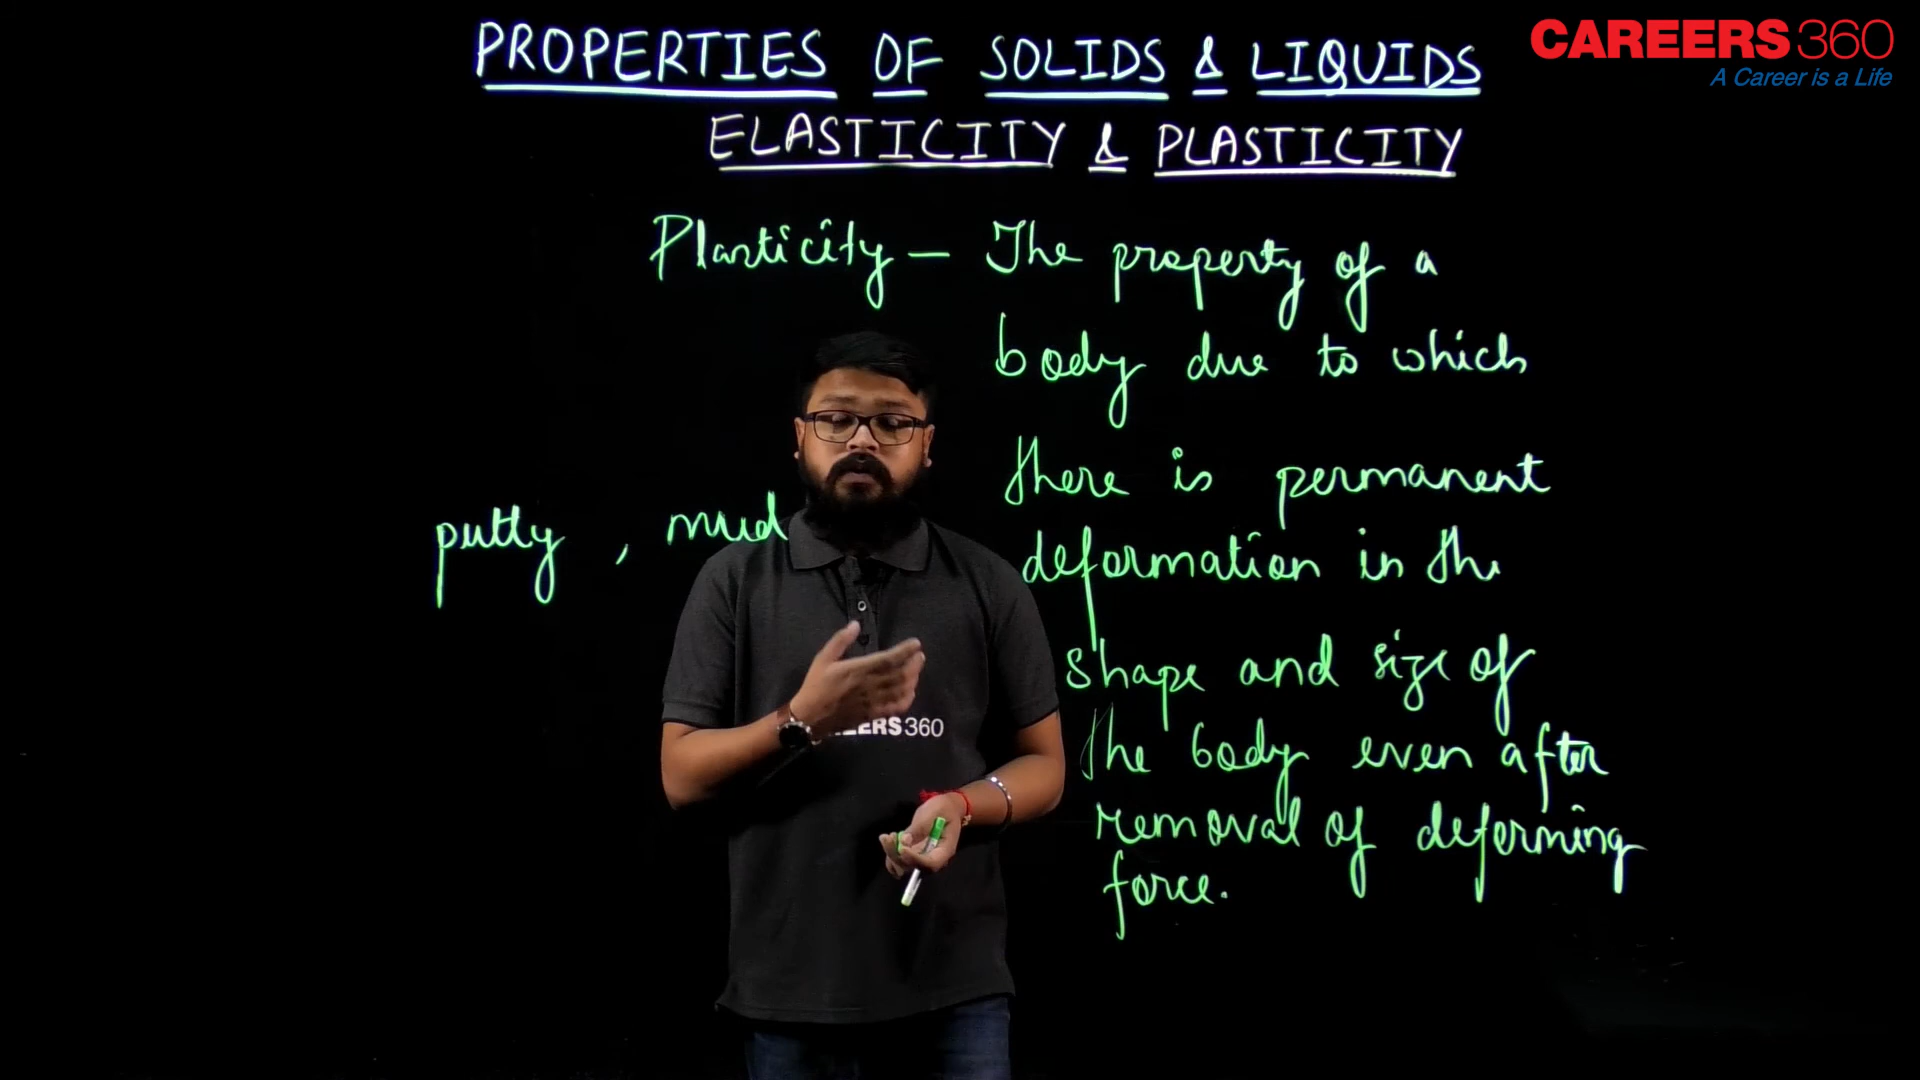 CAREERS360
A Career is a Life
PROPERTIES OF SOLIDS & LIQUIDS
ELASTICITY & PLASTICITY
Plasticity – The property of a
body due to which
there is permanent
putty, mud
deformation in the
shape and size of
the body even after
removal of deforming
force.
ERS360